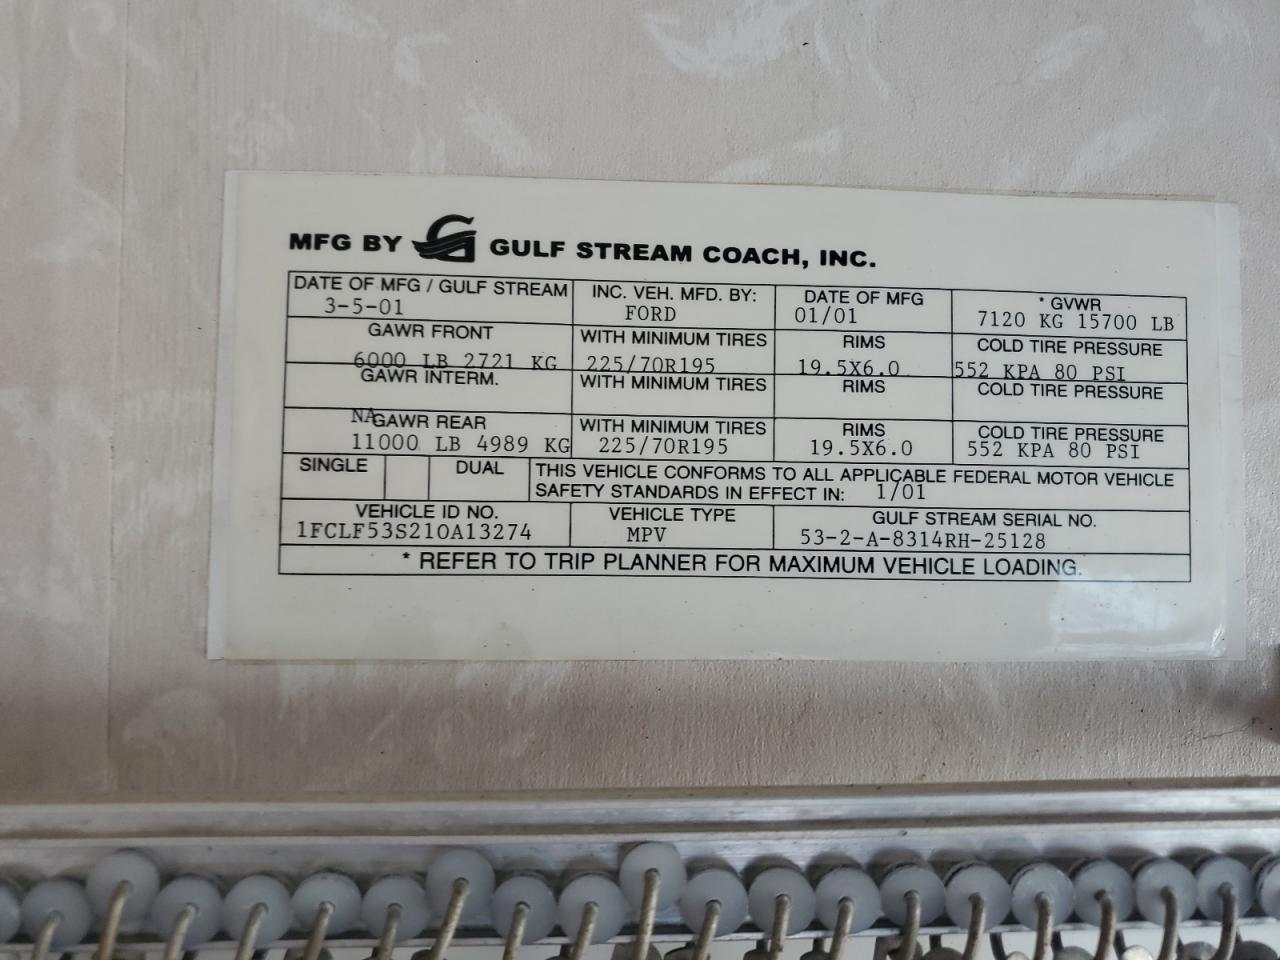 MFG BY GULF STREAM COACH, INC.
DATE OF MFG / GULF STREAM INC. VEH. MFD. BY: DATE OF MFG * GVWR
3-5-01 FORD 01/01 7120 KG 15700 LB
GAWR FRONT WITH MINIMUM TIRES RIMS COLD TIRE PRESSURE
6000 LB 2721 KG 225/70R195 19.5X6.0 552 KPA 80 PSI
GAWR INTERM. WITH MINIMUM TIRES RIMS COLD TIRE PRESSURE
NA
GAWR REAR WITH MINIMUM TIRES RIMS COLD TIRE PRESSURE
11000 LB 4989 KG 225/70R195 19.5X6.0 552 KPA 80 PSI
SINGLE DUAL THIS VEHICLE CONFORMS TO ALL APPLICABLE FEDERAL MOTOR VEHICLE
SAFETY STANDARDS IN EFFECT IN: 1/01
VEHICLE ID NO. VEHICLE TYPE GULF STREAM SERIAL NO.
1FCLF53S210A13274 MPV 53-2-A-8314RH-25128
* REFER TO TRIP PLANNER FOR MAXIMUM VEHICLE LOADING.